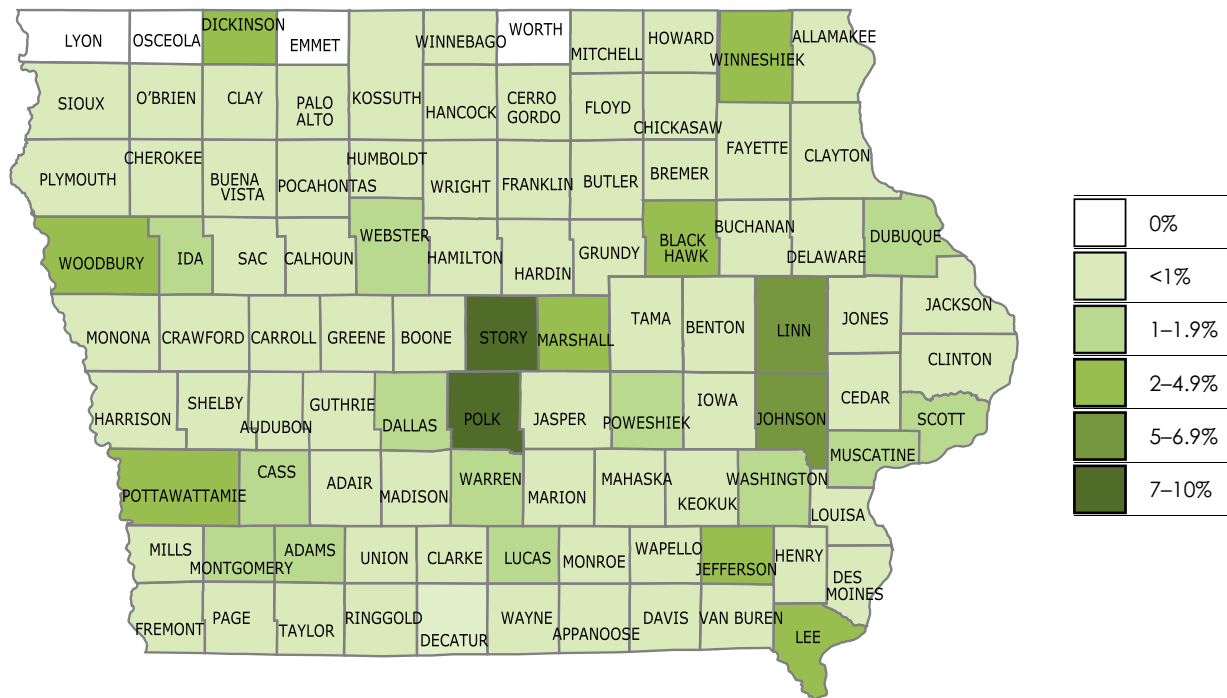 LYON
OSCEOLA
DICKINSON
EMMET
WINNEBAGO
WORTH
MITCHELL
HOWARD
WINNESHIEK
ALLAMAKEE
SIOUX
O’BRIEN
CLAY
PALO
ALTO
KOSSUTH
HANCOCK
CERRO
GORDO
FLOYD
CHICKASAW
FAYETTE
CLAYTON
PLYMOUTH
CHEROKEE
BUENA
VISTA
POCAHONTAS
HUMBOLDT
WRIGHT
FRANKLIN
BUTLER
BREMER
WOODBURY
IDA
SAC
CALHOUN
WEBSTER
HAMILTON
HARDIN
GRUNDY
BLACK
HAWK
BUCHANAN
DELAWARE
DUBUQUE
MONONA
CRAWFORD
CARROLL
GREENE
BOONE
STORY
MARSHALL
TAMA
BENTON
LINN
JONES
JACKSON
CLINTON
HARRISON
SHELBY
AUDUBON
GUTHRIE
DALLAS
POLK
JASPER
POWESHIEK
IOWA
JOHNSON
CEDAR
SCOTT
MUSCATINE
POTTAWATTAMIE
CASS
ADAIR
MADISON
WARREN
MARION
MAHASKA
KEOKUK
WASHINGTON
LOUISA
MILLS
MONTGOMERY
ADAMS
UNION
CLARKE
LUCAS
MONROE
WAPELLO
JEFFERSON
HENRY
DES
MOINES
FREMONT
PAGE
TAYLOR
RINGGOLD
DECATUR
WAYNE
APPANOOSE
DAVIS
VAN BUREN
LEE
0%
<1%
1–1.9%
2–4.9%
5–6.9%
7–10%